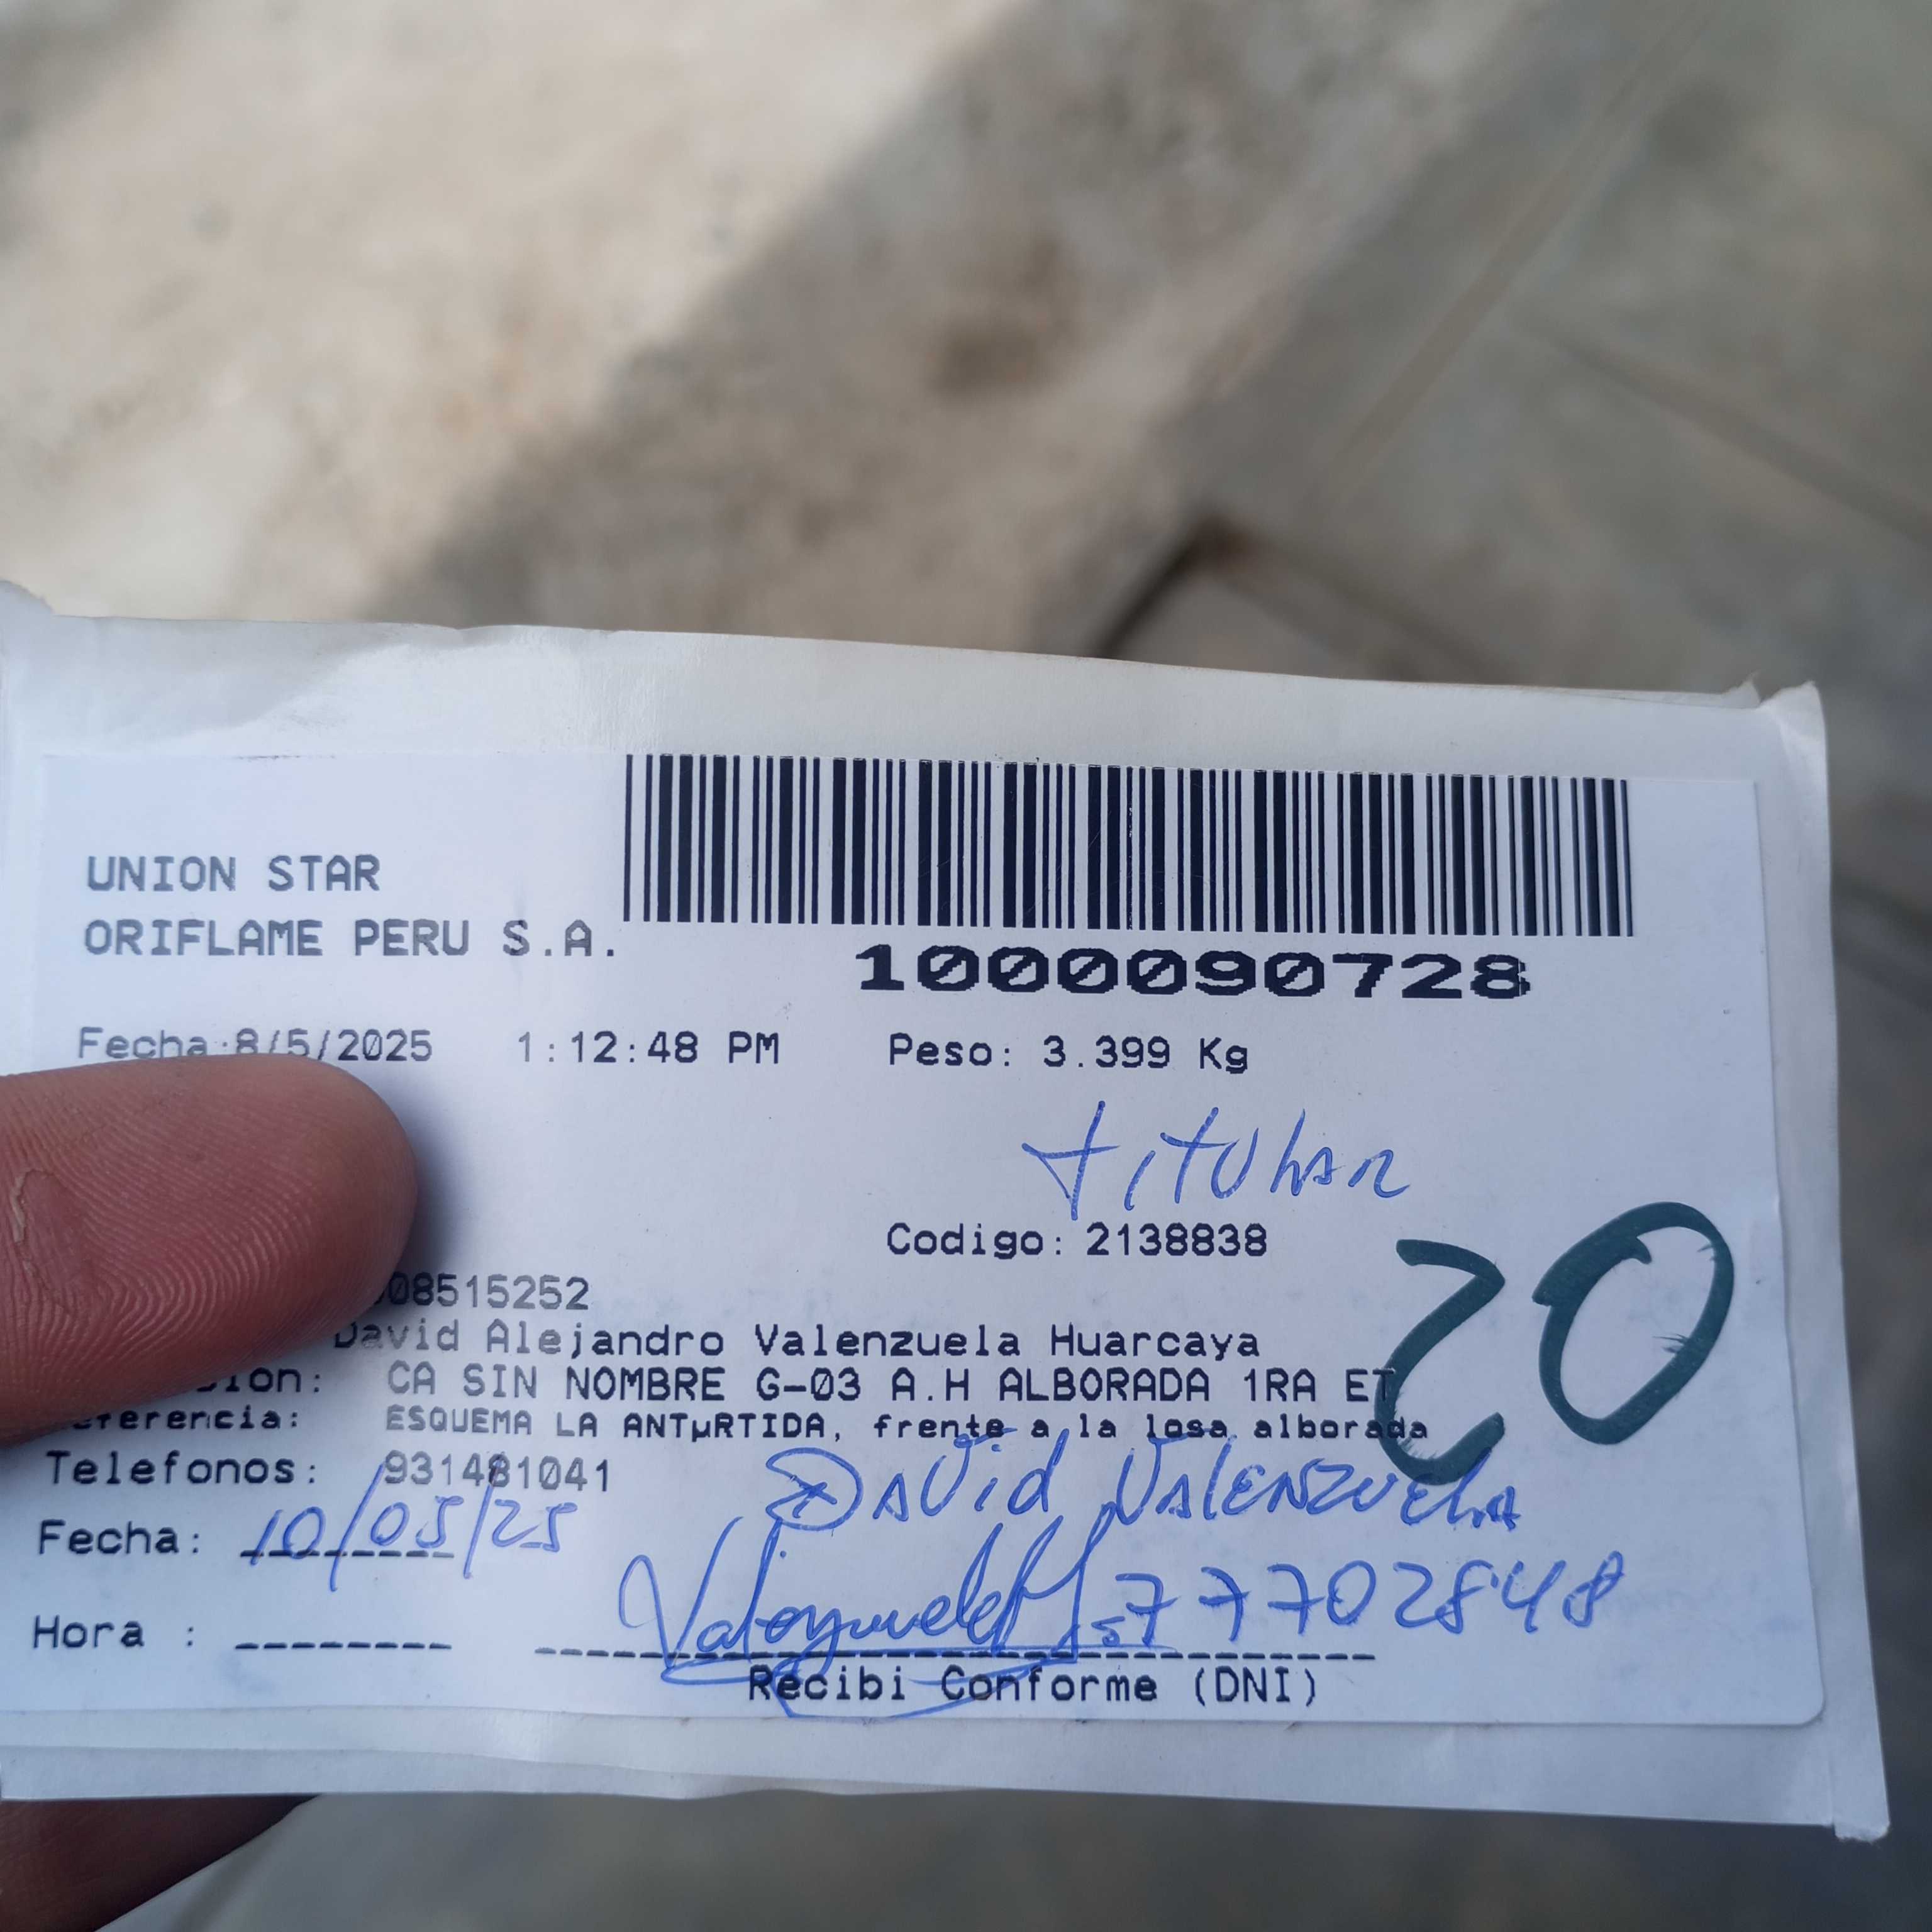 UNION STAR
ORIFLAME PERU S.A.
1000090728
Fecha:8/5/2025 1:12:48 PM Peso: 3.399 Kg
titular
Codigo: 2138838
08515252
David Alejandro Valenzuela Huarcaya
CA SIN NOMBRE G-03 A.H ALBORADA 1RA ET
20
ESQUEMA LA ANTµRTIDA, frente a la losa alborada
Telefonos: 931481041
DAVid VALENZUELA
Fecha: 10/05/25
77702848
Hora : --------
Recibi Conforme (DNI)